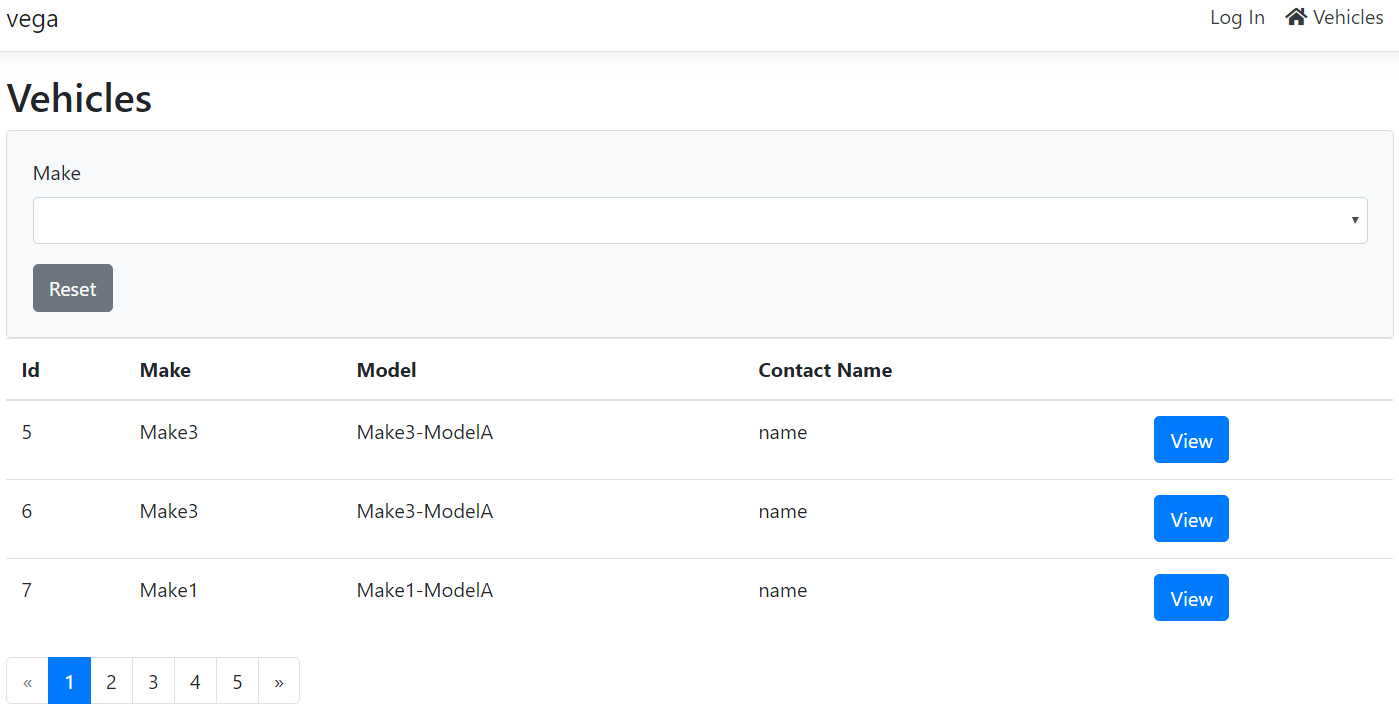 vega Log In Vehicles
Vehicles
Make
Reset
Id Make Model Contact Name
5 Make3 Make3-ModelA name View
6 Make3 Make3-ModelA name View
7 Make1 Make1-ModelA name View
« 1 2 3 4 5 »